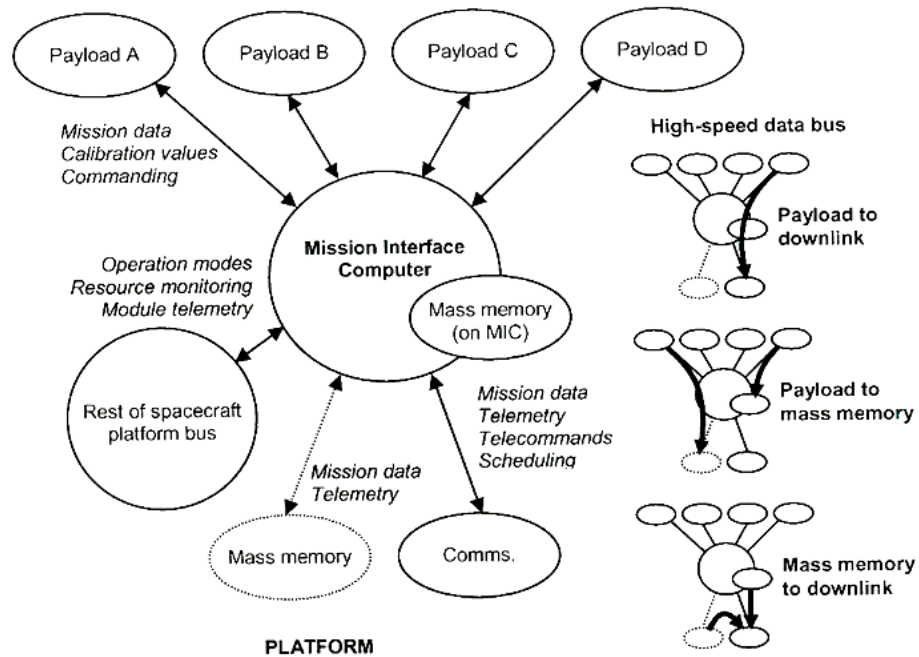 Payload A
Payload B
Payload C
Payload D
Mission data
Calibration values
Commanding
High-speed data bus
Payload to
downlink
Mission Interface
Computer
Operation modes
Resource monitoring
Module telemetry
Mass memory
(on MIC)
Rest of spacecraft
platform bus
Mission data
Telemetry
Telecommands
Scheduling
Payload to
mass memory
Mission data
Telemetry
Mass memory
Comms.
Mass memory
to downlink
PLATFORM